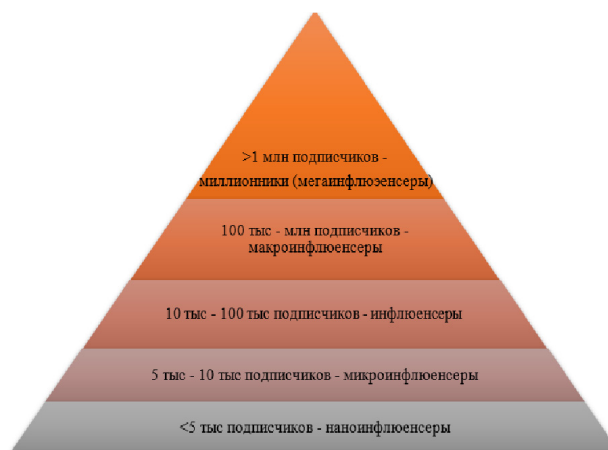 >1 млн подписчиков -
миллионники (мегаинфлюэнсеры)
100 тыс - млн подписчиков -
макроинфлюенсеры
10 тыс - 100 тыс подписчиков - инфлюенсеры
5 тыс - 10 тыс подписчиков - микроинфлюенсеры
<5 тыс подписчиков - наноинфлюенсеры